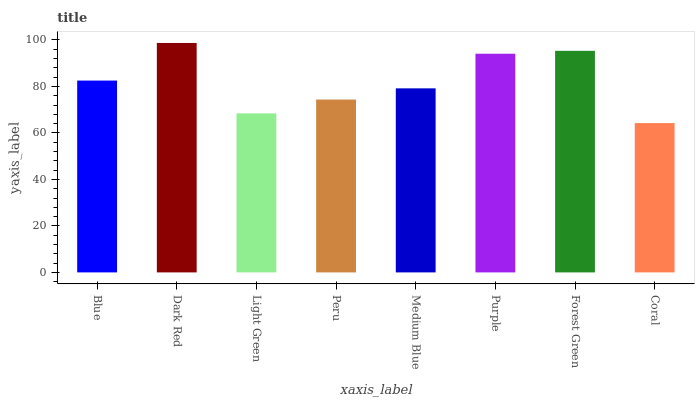 title
yaxis_label
100
80
60
40
20
0
Blue
Dark Red
Light Green
Peru
Medium Blue
Purple
Forest Green
Coral
xaxis_label